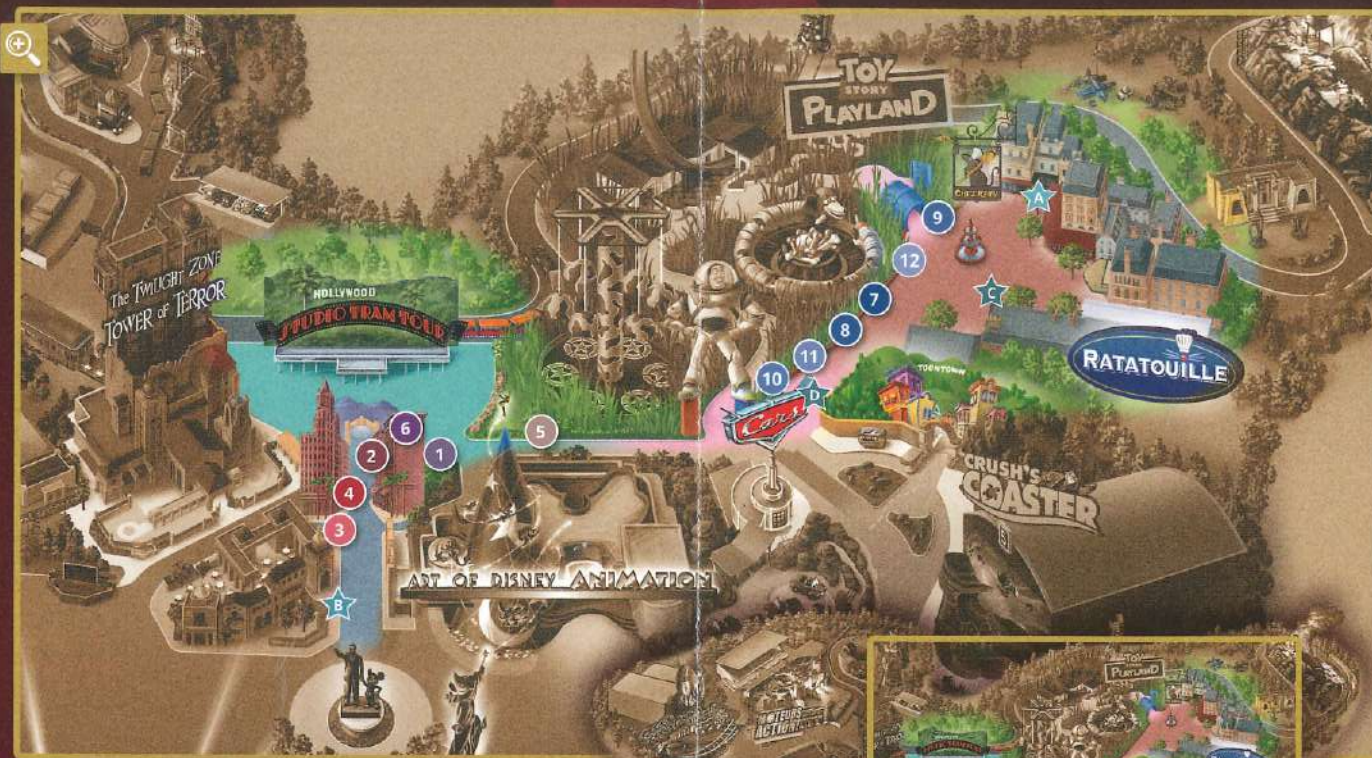 TOY
STORY
PLAYLAND
The TWILIGHT ZONE
TOWER OF TERROR
HOLLYWOOD
STUDIO TRAM TOUR
A
9
12
C
7
8
11
10
D
Cars
TOONTOWN
RATATOUILLE
6
2
1
5
4
3
B
CRUSH'S
COASTER
ART OF DISNEY ANIMATION
MOTEURS
ACTION
TOY
PLAYLAND